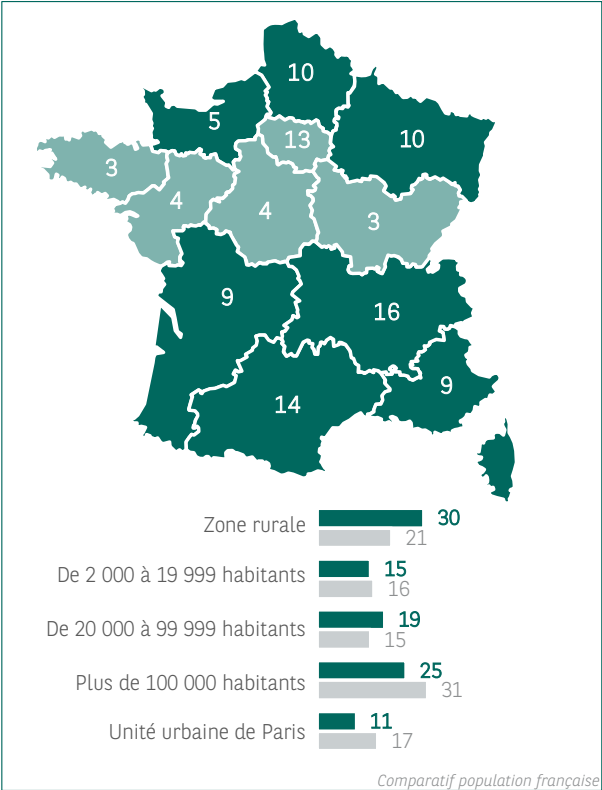 10
5
13
10
3
4
4
3
9
16
9
14
Zone rurale 30
21
De 2 000 à 19 999 habitants 15
16
De 20 000 à 99 999 habitants 19
15
Plus de 100 000 habitants 25
31
Unité urbaine de Paris 11
17
Comparatif population française